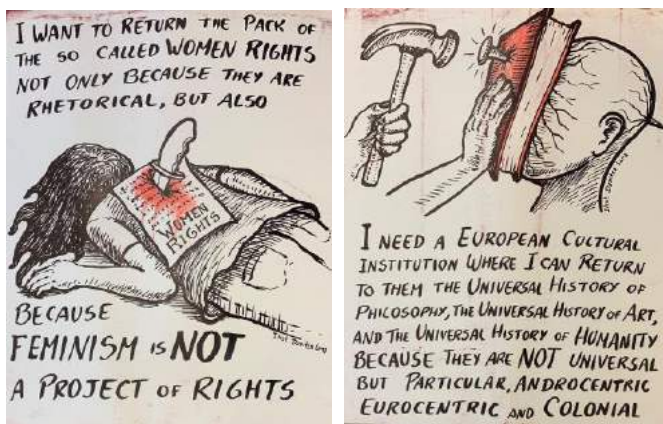 I WANT TO RETURN THE PACK OF
THE SO CALLED WOMEN RIGHTS
NOT ONLY BECAUSE THEY ARE
RHETORICAL, BUT ALSO
WOMEN
RIGHTS
BECAUSE
FEMINISM IS NOT
A PROJECT OF RIGHTS
I NEED A EUROPEAN CULTURAL
INSTITUTION WHERE I CAN RETURN
TO THEM THE UNIVERSAL HISTORY OF
PHILOSOPHY, THE UNIVERSAL HISTORY OF ART,
AND THE UNIVERSAL HISTORY OF HUMANITY
BECAUSE THEY ARE NOT UNIVERSAL
BUT PARTICULAR, ANDROCENTRIC
EUROCENTRIC AND COLONIAL